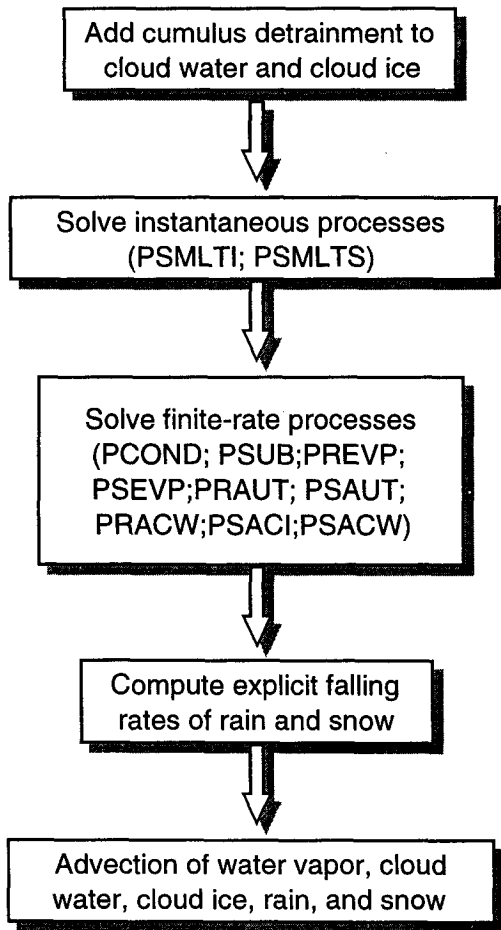 Add cumulus detrainment to
cloud water and cloud ice
Solve instantaneous processes
(PSMLTI; PSMLTS)
Solve finite-rate processes
(PCOND; PSUB;PREVP;
PSEVP;PRAUT; PSAUT;
PRACW;PSACI;PSACW)
Compute explicit falling
rates of rain and snow
Advection of water vapor, cloud
water, cloud ice, rain, and snow